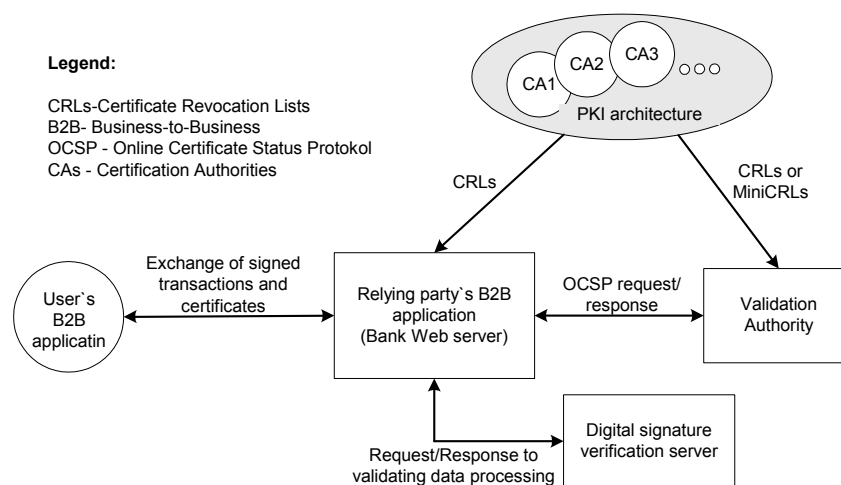 Legend:
CRLs-Certificate Revocation Lists
B2B- Business-to-Business
OCSP - Online Certificate Status Protokol
CAs - Certification Authorities
CA1
CA2
CA3
PKI architecture
CRLs
CRLs or
MiniCRLs
User`s
B2B
applicatin
Exchange of signed
transactions and
certificates
Relying party`s B2B
application
(Bank Web server)
OCSP request/
response
Validation
Authority
Request/Response to
validating data processing
Digital signature
verification server